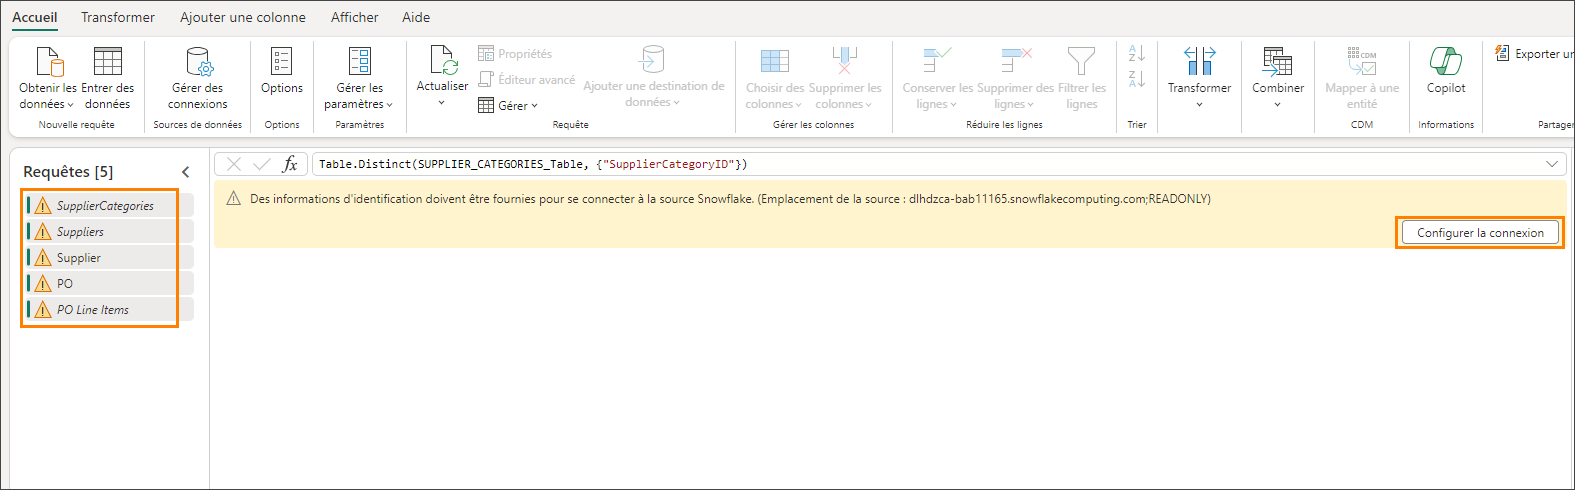 Accueil Transformer Ajouter une colonne Afficher Aide
Obtenir les données
Entrer des données
Nouvelle requête
Gérer des connexions
Sources de données
Options
Options
Gérer les paramètres
Paramètres
Actualiser
Propriétés
Éditeur avancé
Gérer
Ajouter une destination de données
Requête
Choisir des colonnes
Supprimer les colonnes
Gérer les colonnes
Conserver les lignes
Supprimer des lignes
Filtrer les lignes
Réduire les lignes
A
Z
Z
A
Trier
Transformer
Combiner
CDM
Mapper à une entité
CDM
Copilot
Informations
Exporter un
Partager
Requêtes [5]
SupplierCategories
Suppliers
Supplier
PO
PO Line Items
fx
Table.Distinct(SUPPLIER_CATEGORIES_Table, {"SupplierCategoryID"})
Des informations d'identification doivent être fournies pour se connecter à la source Snowflake. (Emplacement de la source : dlhdzca-bab11165.snowflakecomputing.com;READONLY)
Configurer la connexion